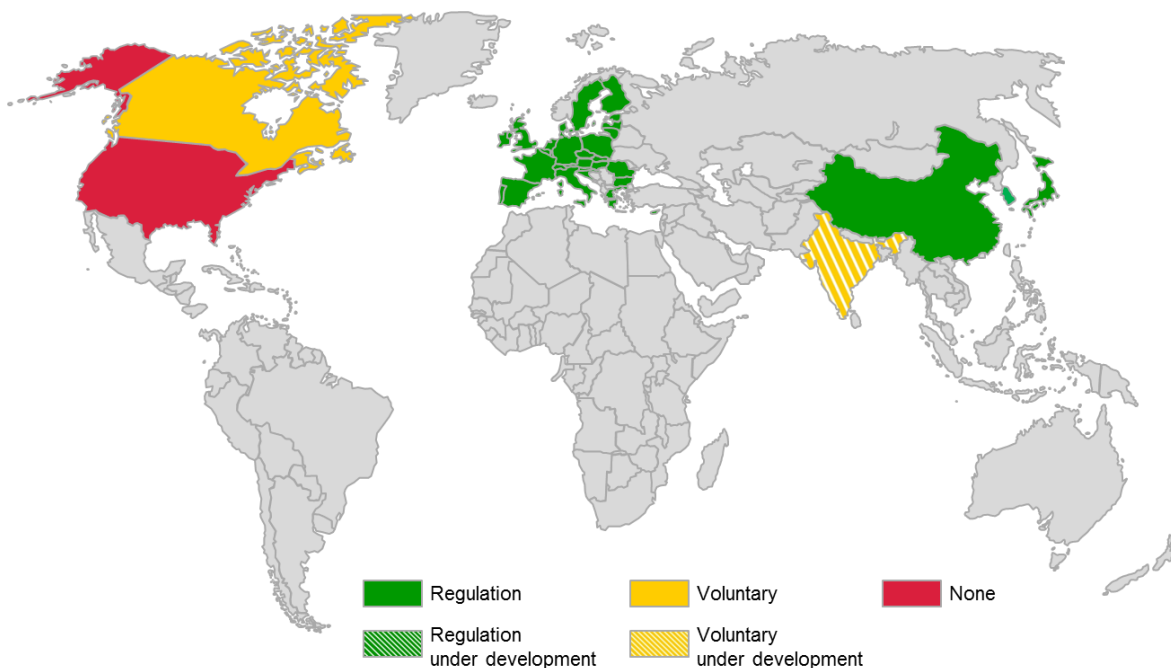 Regulation
Voluntary
None
Regulation
under development
Voluntary
under development